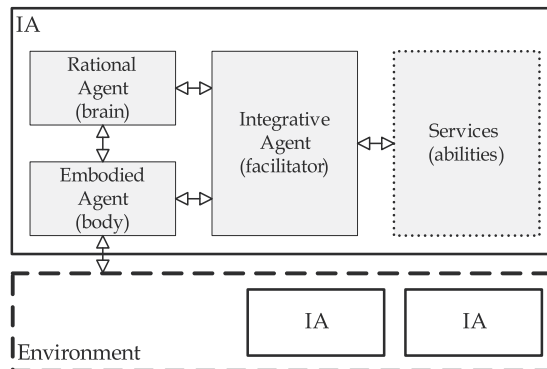 IA
Rational
Agent
(brain)
Embodied
Agent
(body)
Integrative
Agent
(facilitator)
Services
(abilities)
IA
IA
Environment